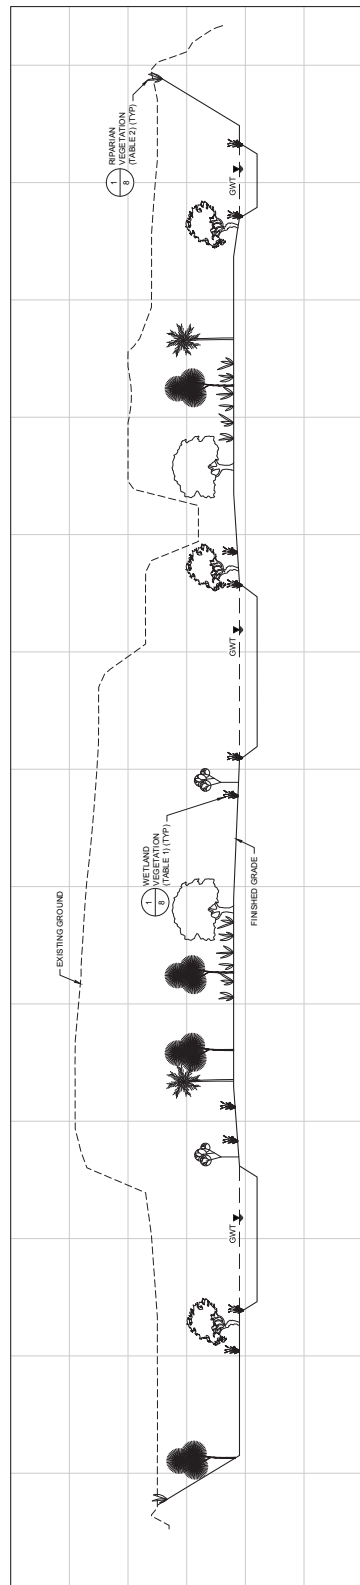 EXISTING GROUND
1
8
WETLAND
VEGETATION
(TABLE 1) (TYP)
FINISHED GRADE
1
8
RIPARIAN
VEGETATION
(TABLE 2) (TYP)
GWT
GWT
GWT